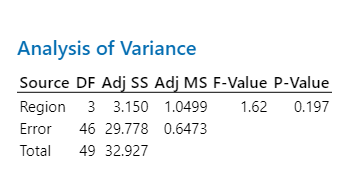 Analysis of Variance
Source DF Adj SS Adj MS F-Value P-Value
Region 3 3.150 1.0499 1.62 0.197
Error 46 29.778 0.6473
Total 49 32.927